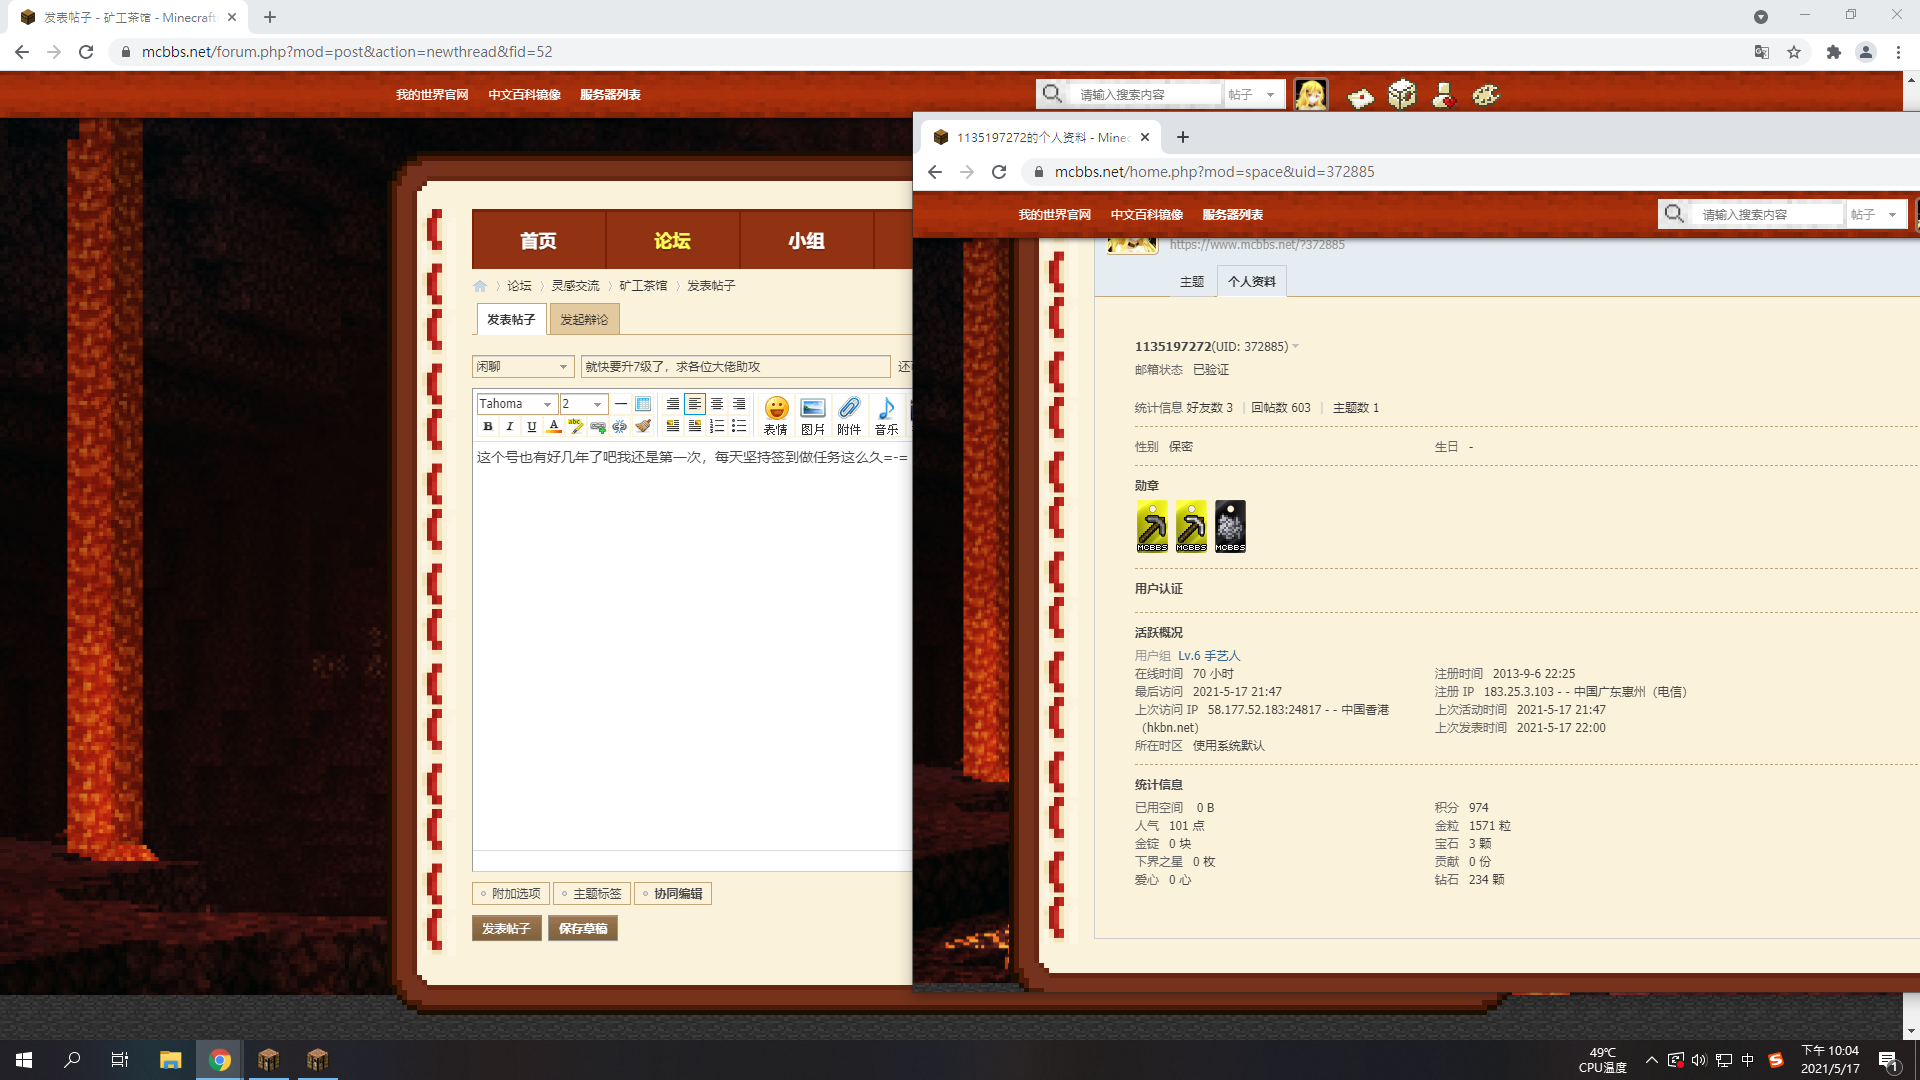 发表帖子 - 矿工茶馆 - Minecraft
mcbbs.net/forum.php?mod=post&action=newthread&fid=52
我的世界官网 中文百科镜像 服务器列表
请输入搜索内容 帖子
首页 论坛 小组
论坛 灵感交流 矿工茶馆 发表帖子
发表帖子 发起辩论
闲聊 就快要升7级了，求各位大佬助攻 还
Tahoma 2
B I U A abc
表情 图片 附件 音乐
这个号也有好几年了吧我还是第一次，每天坚持签到做任务这么久=-=
附加选项 主题标签 协同编辑
发表帖子 保存草稿
1135197272的个人资料 - Minec
mcbbs.net/home.php?mod=space&uid=372885
我的世界官网 中文百科镜像 服务器列表
请输入搜索内容 帖子
https://www.mcbbs.net/?372885
主题 个人资料
1135197272(UID: 372885)
邮箱状态 已验证
统计信息 好友数 3 | 回帖数 603 | 主题数 1
性别 保密 生日 -
勋章
MCBBS MCBBS MCBBS
用户认证
活跃概况
用户组 Lv.6 手艺人
在线时间 70 小时 注册时间 2013-9-6 22:25
最后访问 2021-5-17 21:47 注册 IP 183.25.3.103 - - 中国广东惠州（电信）
上次访问 IP 58.177.52.183:24817 - - 中国香港 上次活动时间 2021-5-17 21:47
（hkbn.net） 上次发表时间 2021-5-17 22:00
所在时区 使用系统默认
统计信息
已用空间 0 B 积分 974
人气 101 点 金粒 1571 粒
金锭 0 块 宝石 3 颗
下界之星 0 枚 贡献 0 份
爱心 0 心 钻石 234 颗
49℃
CPU温度
中
下午 10:04
2021/5/17
1